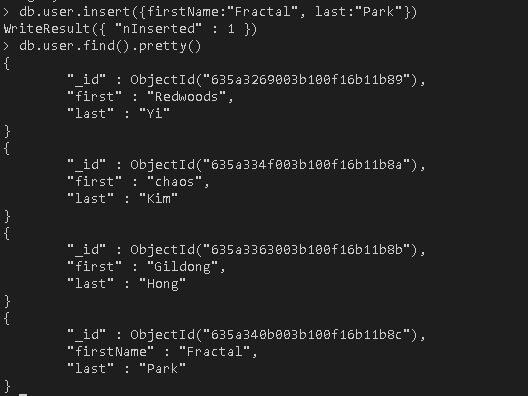 > db.user.insert({firstName:"Fractal", last:"Park"})
WriteResult({ "nInserted" : 1 })
> db.user.find().pretty()
{
        "_id" : ObjectId("635a3269003b100f16b11b89"),
        "first" : "Redwoods",
        "last" : "Yi"
}
{
        "_id" : ObjectId("635a334f003b100f16b11b8a"),
        "first" : "chaos",
        "last" : "Kim"
}
{
        "_id" : ObjectId("635a3363003b100f16b11b8b"),
        "first" : "Gildong",
        "last" : "Hong"
}
{
        "_id" : ObjectId("635a340b003b100f16b11b8c"),
        "firstName" : "Fractal",
        "last" : "Park"
}